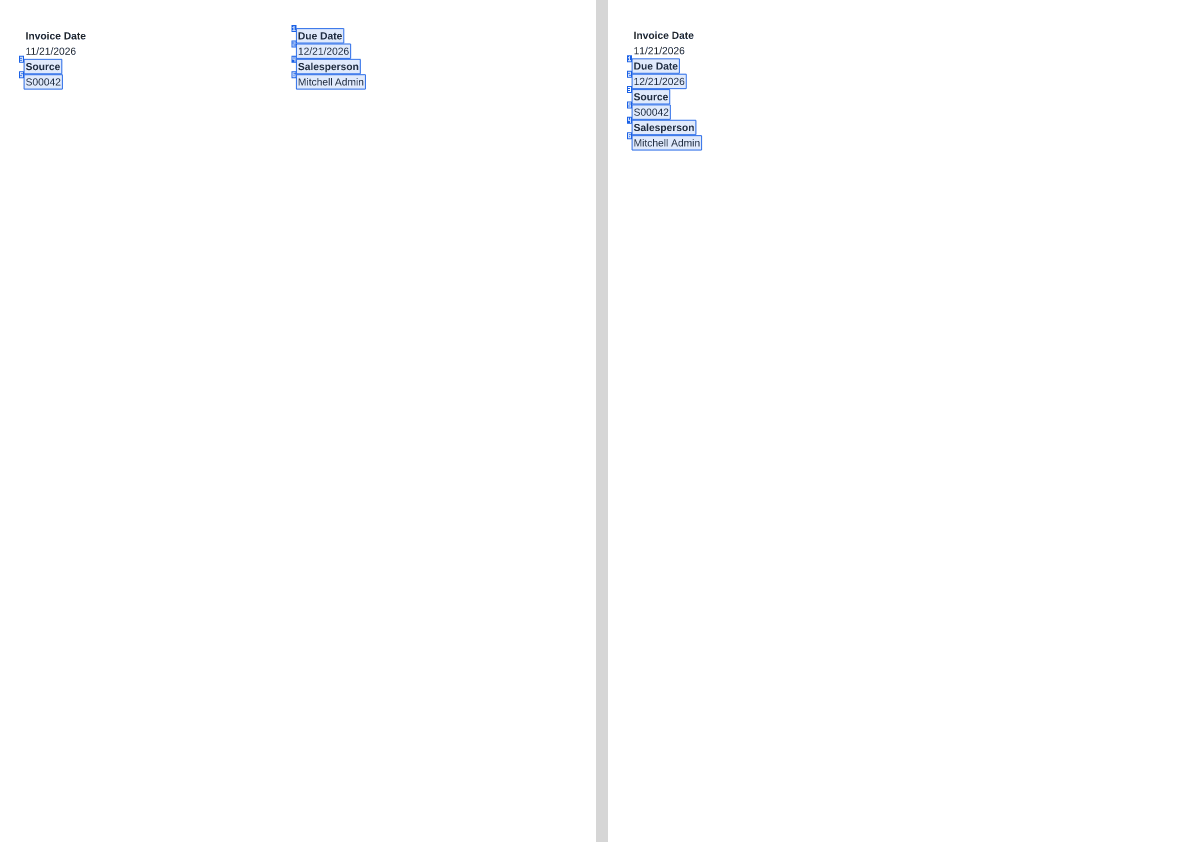 Invoice Date
11/21/2026
Due Date
12/21/2026
Source
S00042
Salesperson
Mitchell Admin
Invoice Date
11/21/2026
Due Date
12/21/2026
Source
S00042
Salesperson
Mitchell Admin